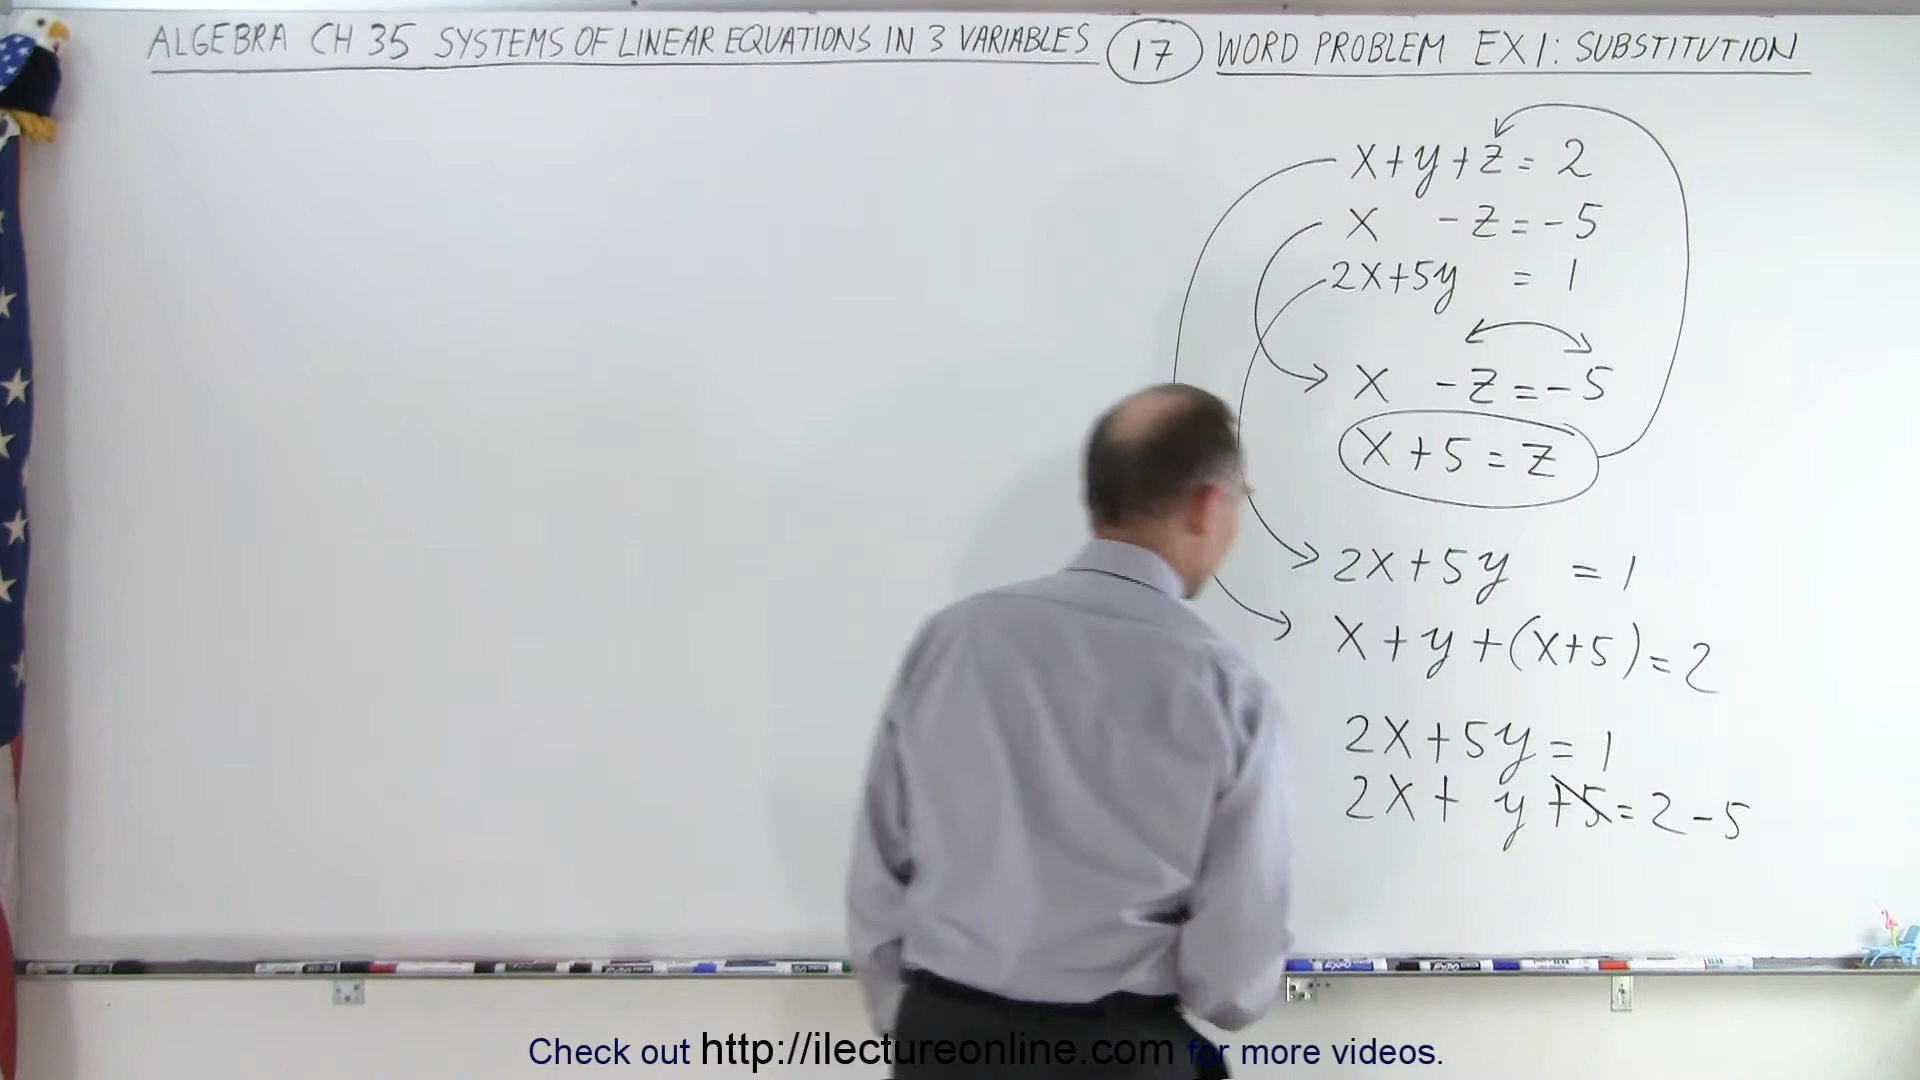 ALGEBRA CH 35 SYSTEMS OF LINEAR EQUATIONS IN 3 VARIABLES 17 WORD PROBLEM EX 1: SUBSTITUTION
x+y+z = 2
x -z = -5
2x+5y = 1
x -z = -5
x+5 = z
2x+5y = 1
x + y + (x+5) = 2
2x+5y = 1
2x+ y +5 = 2-5
Check out http://ilectureonline.com for more videos.